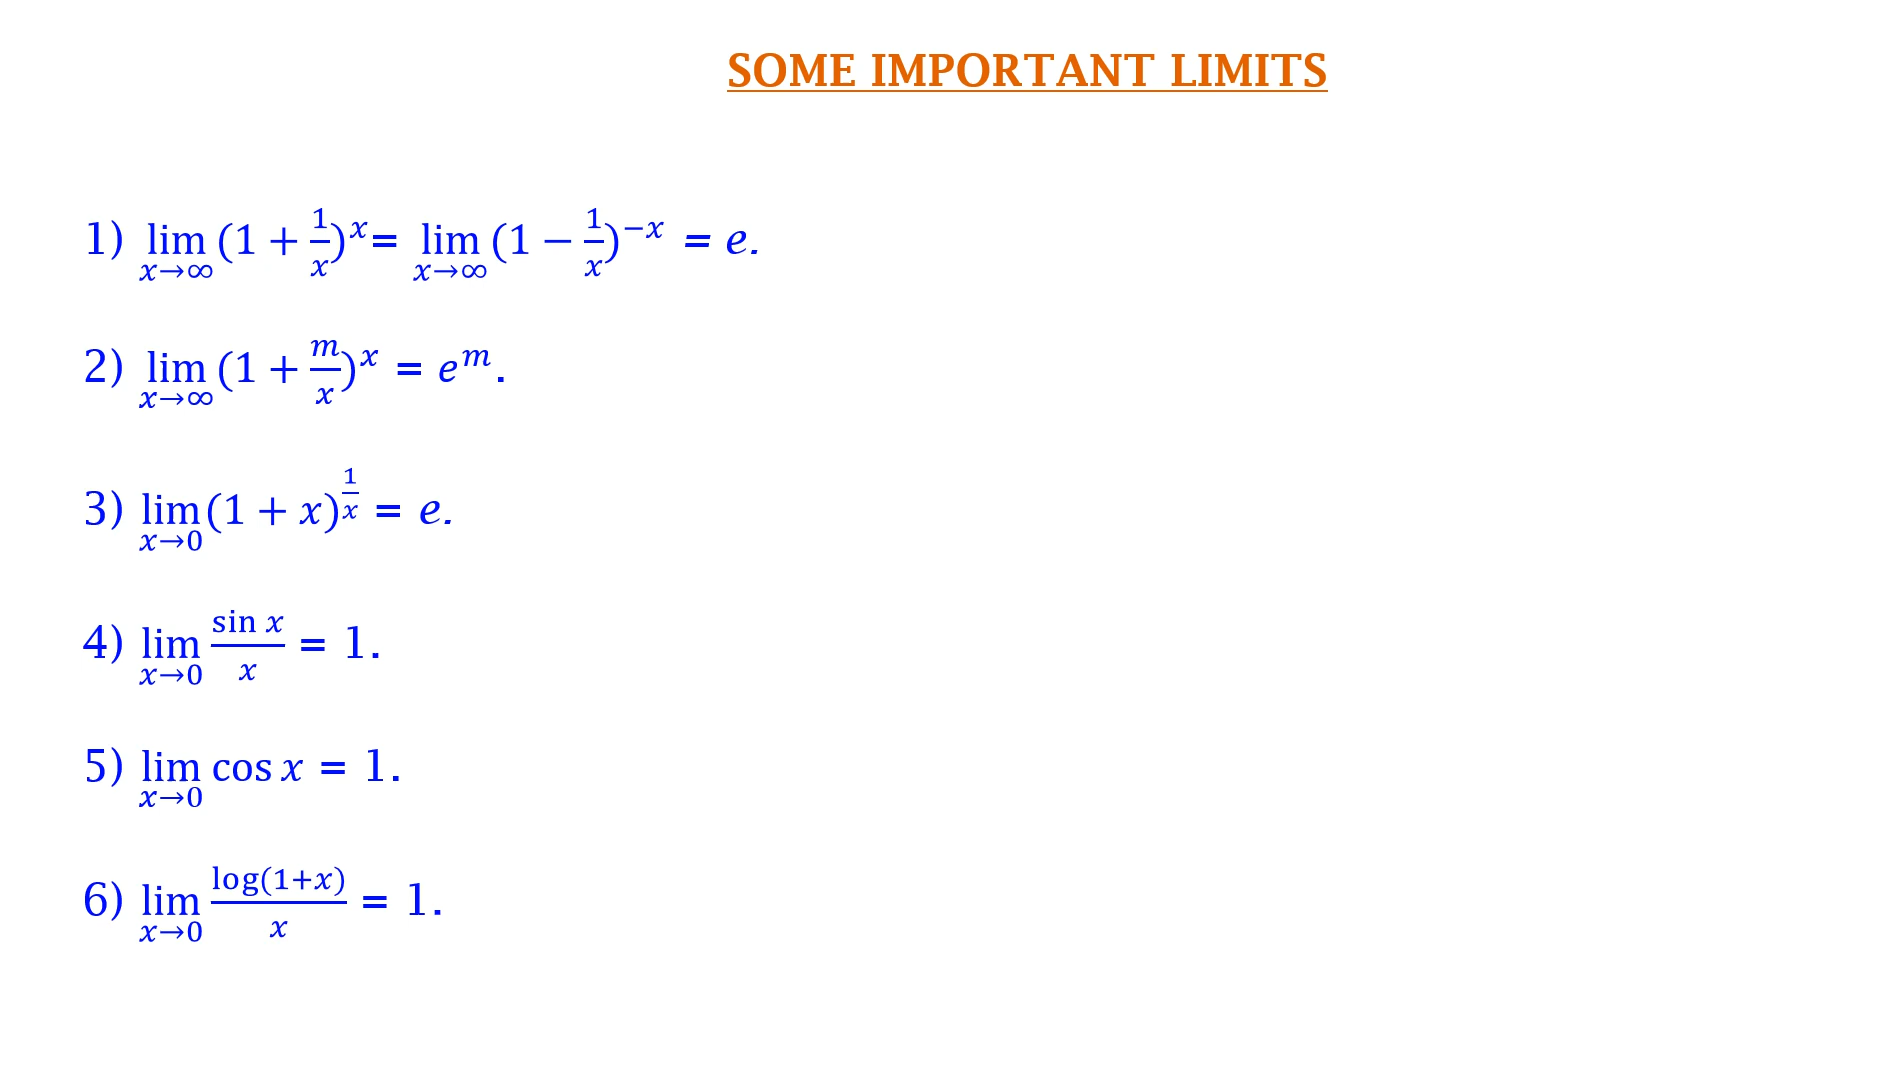 SOME IMPORTANT LIMITS
1) lim_{x→∞} (1 + 1/x)^x = lim_{x→∞} (1 − 1/x)^{−x} = e.
2) lim_{x→∞} (1 + m/x)^x = e^m.
3) lim_{x→0} (1 + x)^{1/x} = e.
4) lim_{x→0} sin x / x = 1.
5) lim_{x→0} cos x = 1.
6) lim_{x→0} log(1+x) / x = 1.